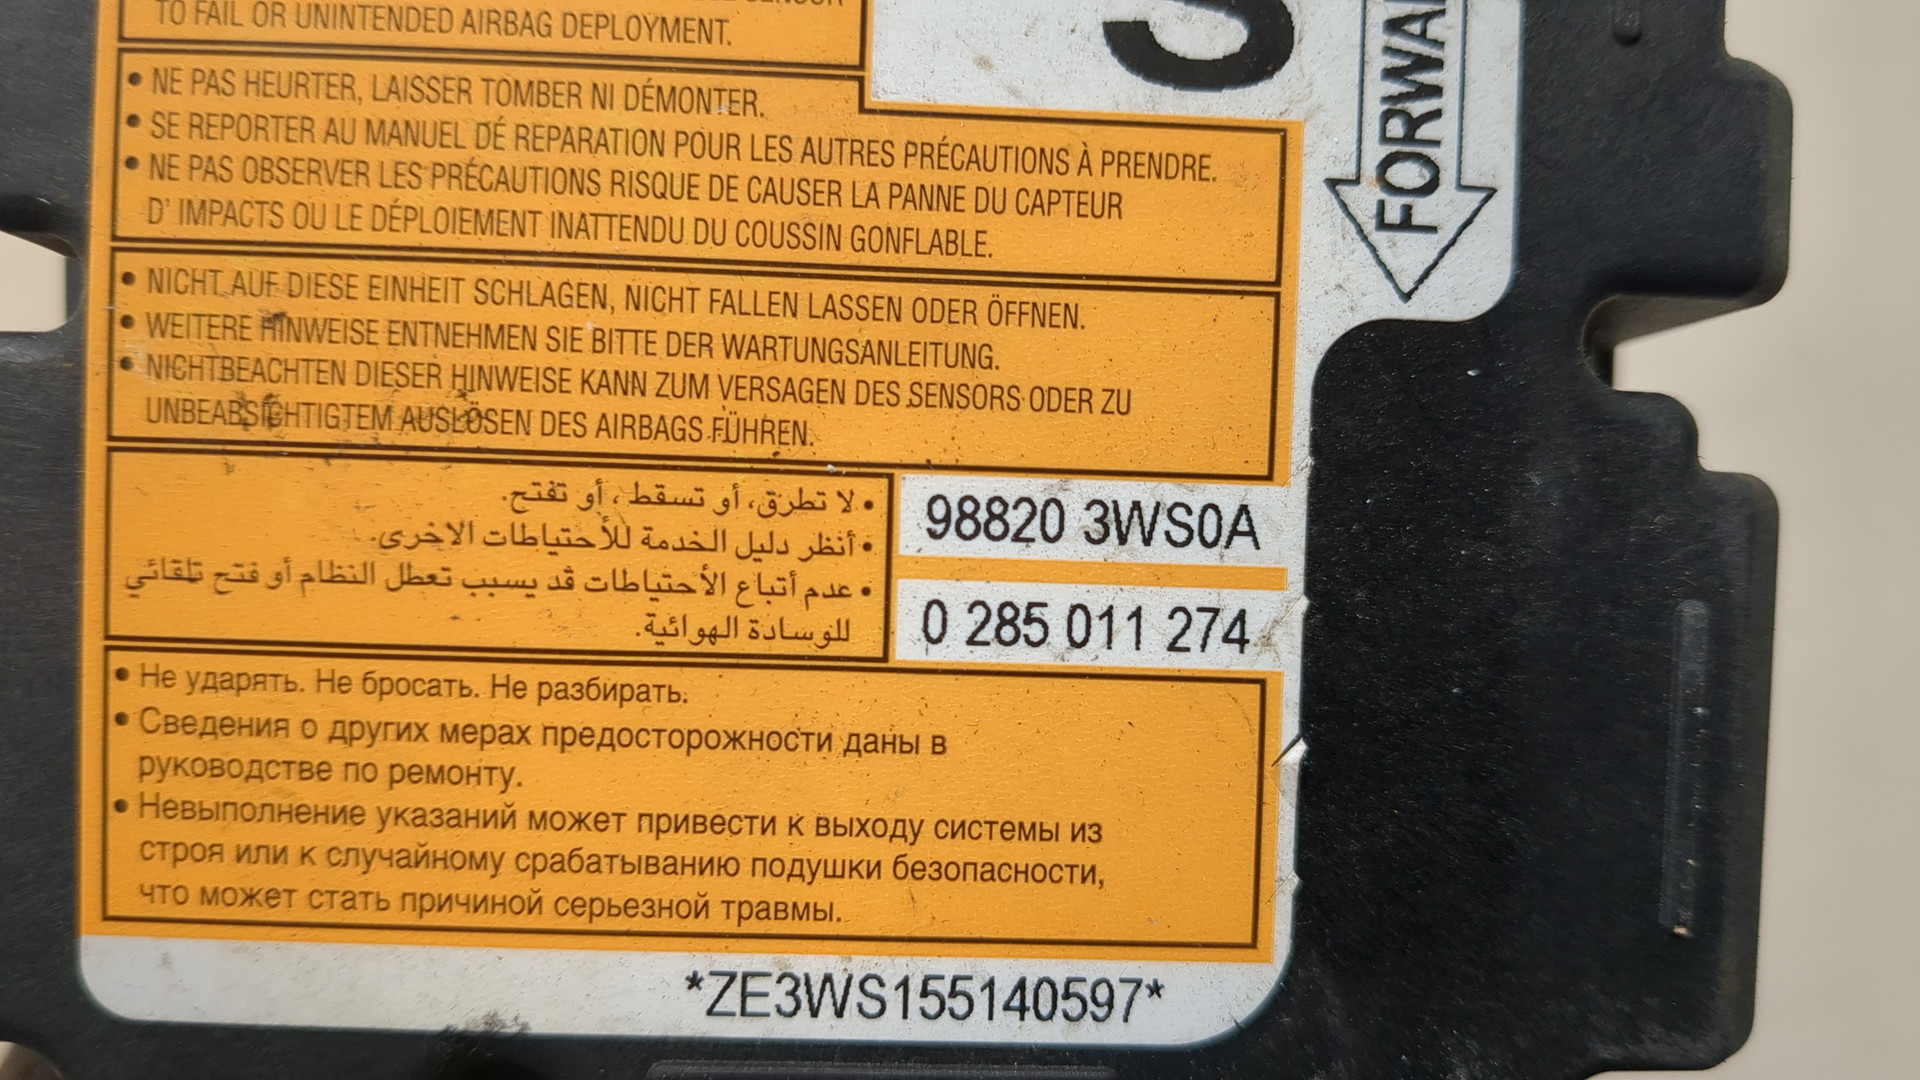 TO FAIL OR UNINTENDED AIRBAG DEPLOYMENT.
FORWA
• NE PAS HEURTER, LAISSER TOMBER NI DÉMONTER.
• SE REPORTER AU MANUEL DÉ REPARATION POUR LES AUTRES PRÉCAUTIONS À PRENDRE.
• NE PAS OBSERVER LES PRÉCAUTIONS RISQUE DE CAUSER LA PANNE DU CAPTEUR
D' IMPACTS OU LE DÉPLOIEMENT INATTENDU DU COUSSIN GONFLABLE.
• NICHT AUF DIESE EINHEIT SCHLAGEN, NICHT FALLEN LASSEN ODER ÖFFNEN.
• WEITERE HINWEISE ENTNEHMEN SIE BITTE DER WARTUNGSANLEITUNG.
• NICHTBEACHTEN DIESER HINWEISE KANN ZUM VERSAGEN DES SENSORS ODER ZU
UNBEABSICHTIGTEM AUSLÖSEN DES AIRBAGS FÜHREN.
• لا تطرق، أو تسقط، أو تفتح.
• أنظر دليل الخدمة للأحتياطات الاخرى.
• عدم أتباع الأحتياطات قد يسبب تعطل النظام أو فتح تلقائي
للوسادة الهوائية.
98820 3WS0A
0 285 011 274
• Не ударять. Не бросать. Не разбирать.
• Сведения о других мерах предосторожности даны в
руководстве по ремонту.
• Невыполнение указаний может привести к выходу системы из
строя или к случайному срабатыванию подушки безопасности,
что может стать причиной серьезной травмы.
*ZE3WS155140597*